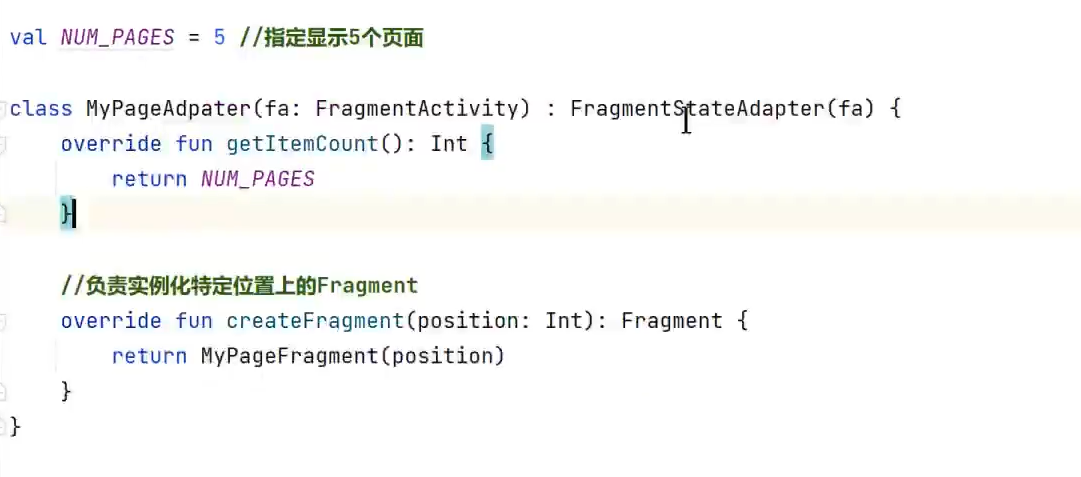 val NUM_PAGES = 5 //指定显示5个页面
class MyPageAdpater(fa: FragmentActivity) : FragmentStateAdapter(fa) {
override fun getItemCount(): Int {
return NUM_PAGES
}
//负责实例化特定位置上的Fragment
override fun createFragment(position: Int): Fragment {
return MyPageFragment(position)
}
}